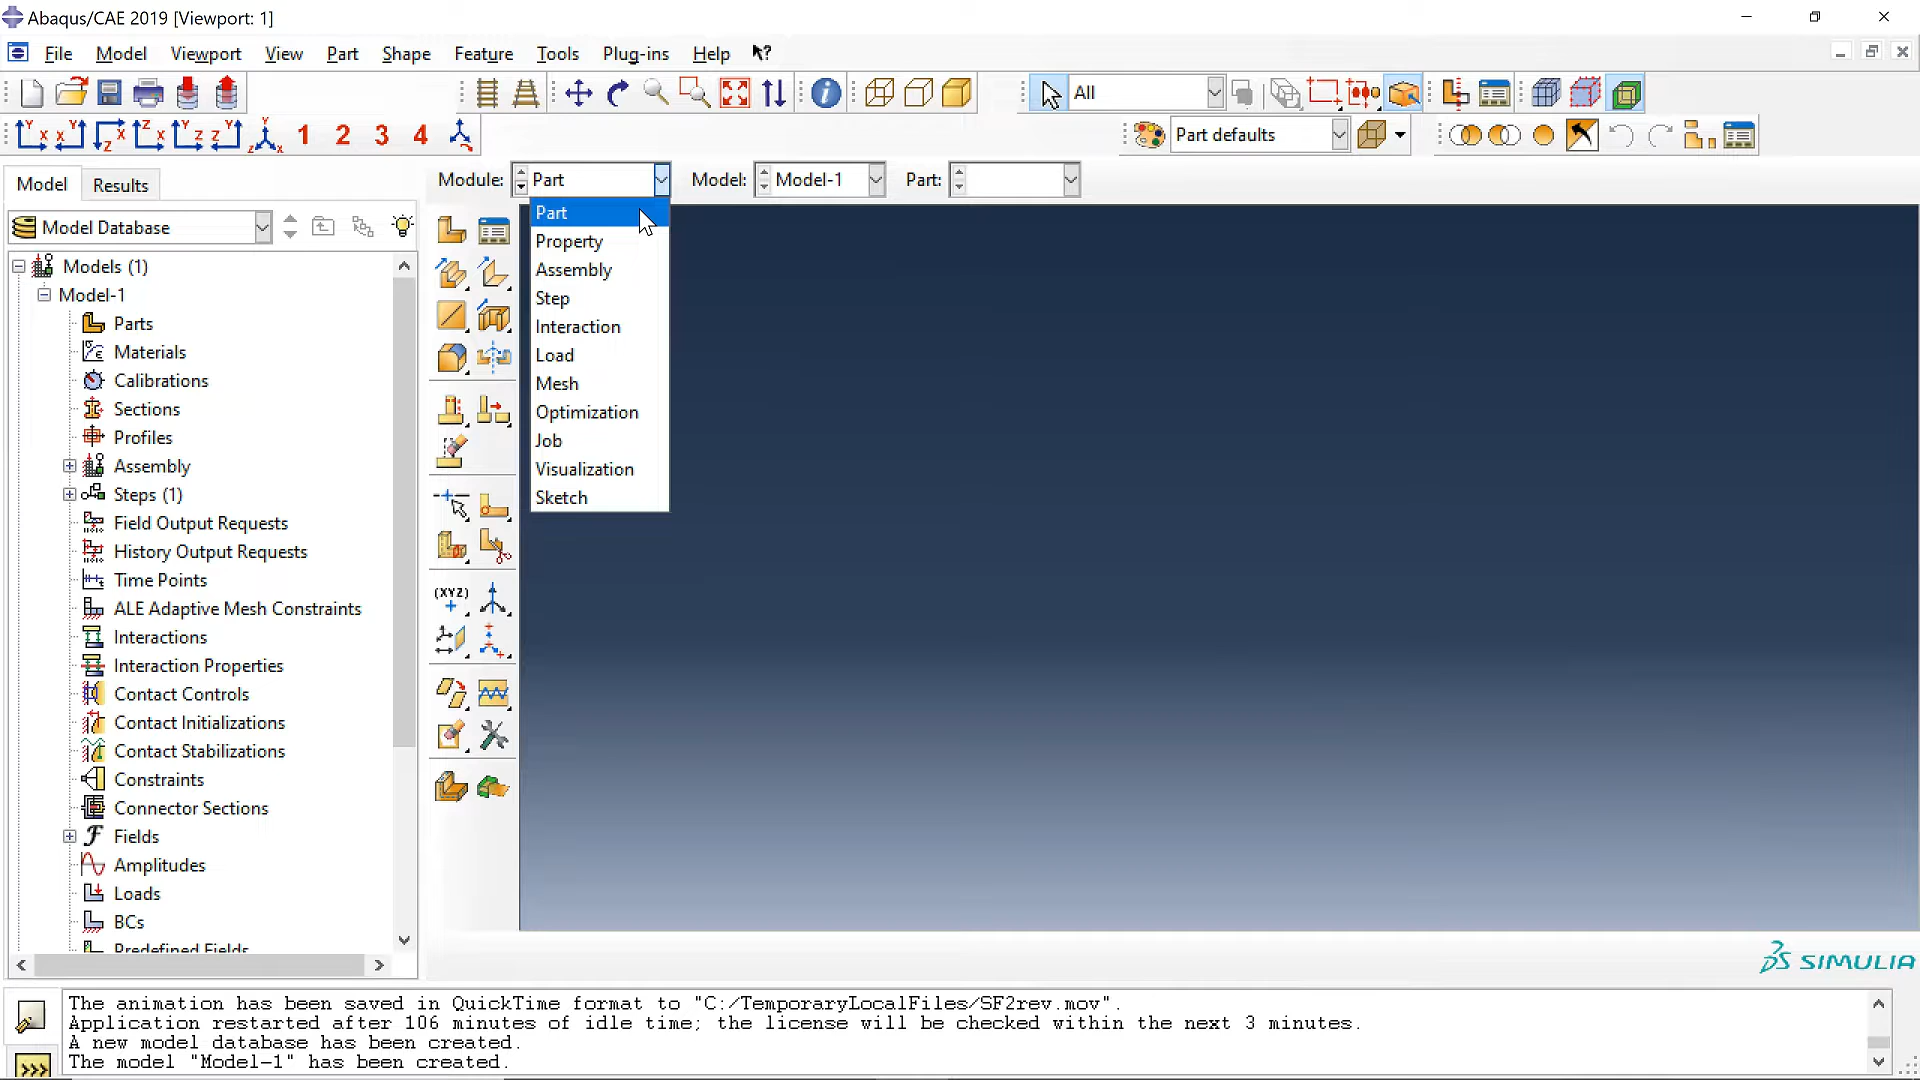 Abaqus/CAE 2019 [Viewport: 1]
File Model Viewport View Part Shape Feature Tools Plug-ins Help
All
1 2 3 4
Part defaults
Model Results
Module: Part Model: Model-1 Part:
Model Database
Part
Property
Assembly
Step
Interaction
Load
Mesh
Optimization
Job
Visualization
Sketch
Models (1)
Model-1
Parts
Materials
Calibrations
Sections
Profiles
Assembly
Steps (1)
Field Output Requests
History Output Requests
Time Points
ALE Adaptive Mesh Constraints
Interactions
Interaction Properties
Contact Controls
Contact Initializations
Contact Stabilizations
Constraints
Connector Sections
Fields
Amplitudes
Loads
BCs
Predefined Fields
(XYZ)
SIMULIA
The animation has been saved in QuickTime format to "C:/TemporaryLocalFiles/SF2rev.mov".
Application restarted after 106 minutes of idle time; the license will be checked within the next 3 minutes.
A new model database has been created.
The model "Model-1" has been created.
>>>